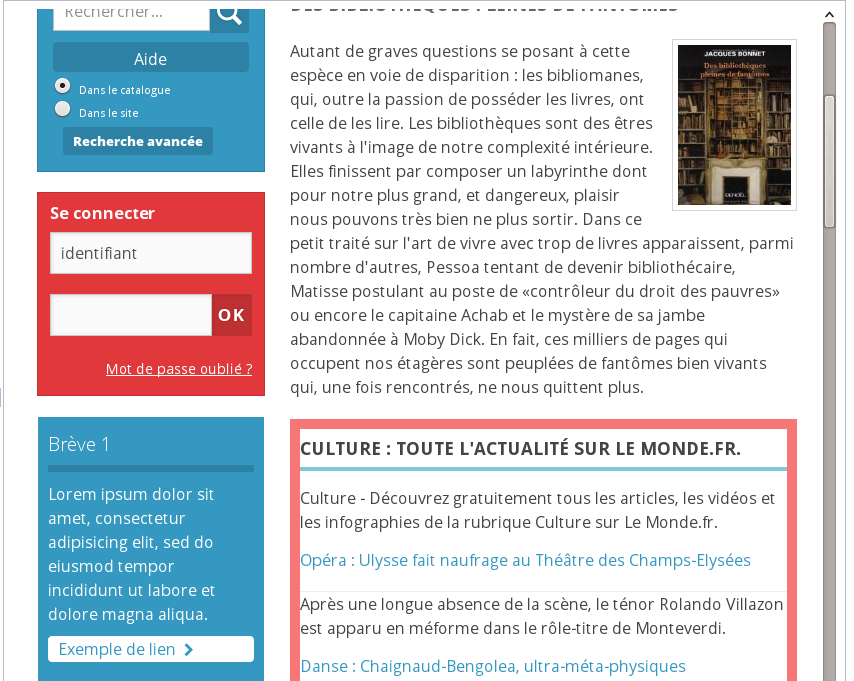 Rechercher...
Aide
Dans le catalogue
Dans le site
Recherche avancée
Se connecter
identifiant
OK
Mot de passe oublié ?
Brève 1
Lorem ipsum dolor sit
amet, consectetur
adipisicing elit, sed do
eiusmod tempor
incididunt ut labore et
dolore magna aliqua.
Exemple de lien
DES BIBLIOTHÈQUES PLEINES DE FANTÔMES
Autant de graves questions se posant à cette
espèce en voie de disparition : les bibliomanes,
qui, outre la passion de posséder les livres, ont
celle de les lire. Les bibliothèques sont des êtres
vivants à l'image de notre complexité intérieure.
Elles finissent par composer un labyrinthe dont
pour notre plus grand, et dangereux, plaisir
nous pouvons très bien ne plus sortir. Dans ce
petit traité sur l'art de vivre avec trop de livres apparaissent, parmi
nombre d'autres, Pessoa tentant de devenir bibliothécaire,
Matisse postulant au poste de «contrôleur du droit des pauvres»
ou encore le capitaine Achab et le mystère de sa jambe
abandonnée à Moby Dick. En fait, ces milliers de pages qui
occupent nos étagères sont peuplées de fantômes bien vivants
qui, une fois rencontrés, ne nous quittent plus.
JACQUES BONNET
Des bibliothèques
pleines de fantômes
DENOËL
CULTURE : TOUTE L'ACTUALITÉ SUR LE MONDE.FR.
Culture - Découvrez gratuitement tous les articles, les vidéos et
les infographies de la rubrique Culture sur Le Monde.fr.
Opéra : Ulysse fait naufrage au Théâtre des Champs-Elysées
Après une longue absence de la scène, le ténor Rolando Villazon
est apparu en méforme dans le rôle-titre de Monteverdi.
Danse : Chaignaud-Bengolea, ultra-méta-physiques